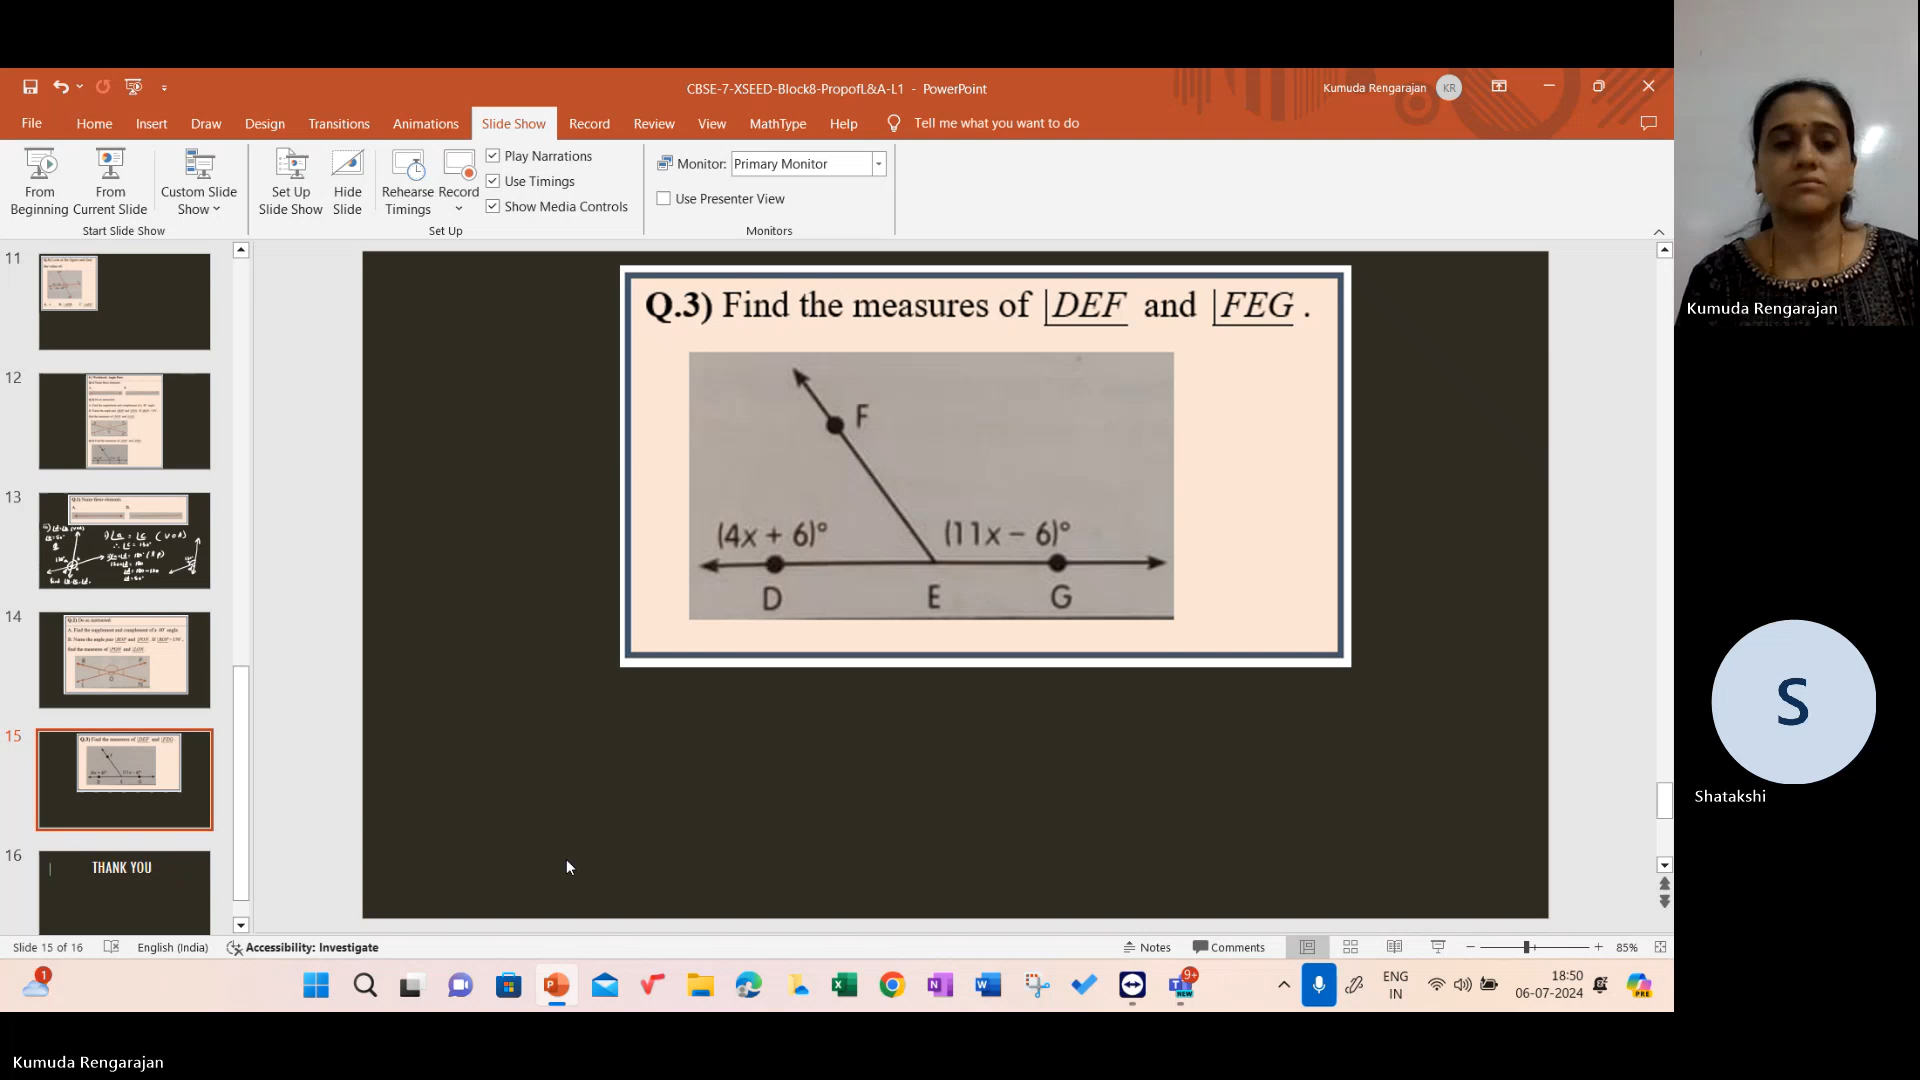 CBSE-7-XSEED-Block8-PropofL&A-L1 - PowerPoint
Kumuda Rengarajan
KR
File Home Insert Draw Design Transitions Animations Slide Show Record Review View MathType Help Tell me what you want to do
From Beginning
From Current Slide
Custom Slide Show
Start Slide Show
Set Up Slide Show
Hide Slide
Rehearse Timings
Record
Play Narrations
Use Timings
Show Media Controls
Set Up
Monitor: Primary Monitor
Use Presenter View
Monitors
11
12
13
14
15
16
THANK YOU
Q.3) Find the measures of |DEF and |FEG .
F
(4x + 6)° (11x – 6)°
D E G
Slide 15 of 16 English (India) Accessibility: Investigate Notes Comments 85%
1
9+
NEW
ENG
IN
18:50
06-07-2024
PRE
Kumuda Rengarajan
S
Shatakshi
Kumuda Rengarajan